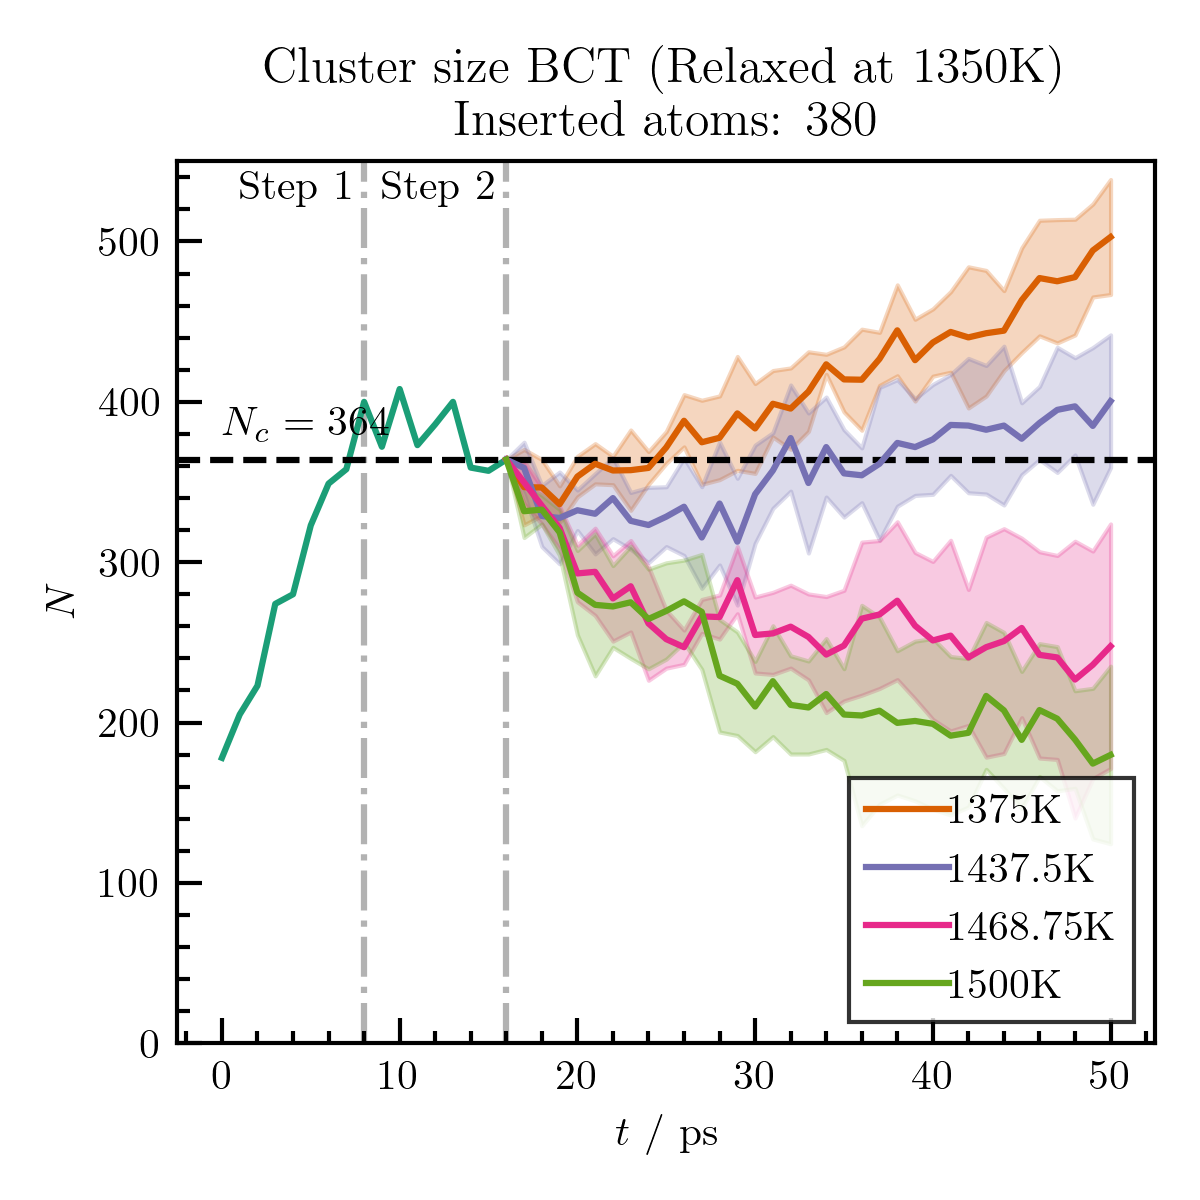 Cluster size BCT (Relaxed at 1350K)
Inserted atoms: 380
Step 1
Step 2
500
400
300
200
100
0
N
N_c = 364
1375K
1437.5K
1468.75K
1500K
0
10
20
30
40
50
t / ps